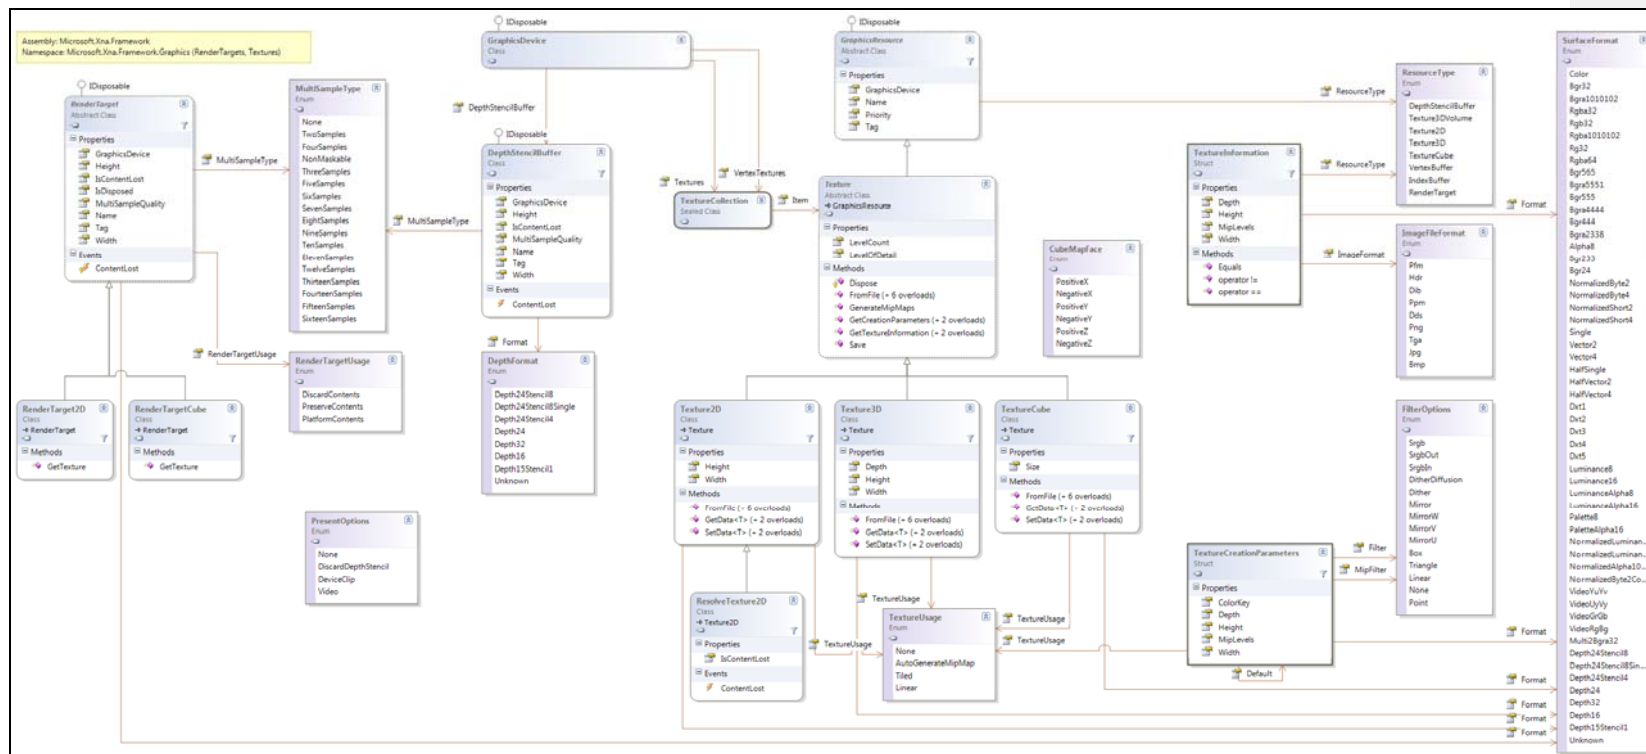 Assembly: Microsoft.Xna.Framework
Namespace: Microsoft.Xna.Framework.Graphics (RenderTargets, Textures)
IDisposable
RenderTarget
Abstract Class
Properties
GraphicsDevice
Height
IsContentLost
IsDisposed
MultiSampleQuality
Name
Tag
Width
Events
ContentLost
MultiSampleType
RenderTargetUsage
RenderTarget2D
Class
RenderTarget
Methods
GetTexture
RenderTargetCube
Class
RenderTarget
Methods
GetTexture
MultiSampleType
Enum
None
TwoSamples
FourSamples
NonMaskable
ThreeSamples
FiveSamples
SixSamples
SevenSamples
EightSamples
NineSamples
TenSamples
ElevenSamples
TwelveSamples
ThirteenSamples
FourteenSamples
FifteenSamples
SixteenSamples
RenderTargetUsage
Enum
DiscardContents
PreserveContents
PlatformContents
PresentOptions
Enum
None
DiscardDepthStencil
DeviceClip
Video
IDisposable
GraphicsDevice
Class
DepthStencilBuffer
IDisposable
DepthStencilBuffer
Class
Properties
GraphicsDevice
Height
IsContentLost
MultiSampleQuality
Name
Tag
Width
Events
ContentLost
MultiSampleType
Format
DepthFormat
Enum
Depth24Stencil8
Depth24Stencil8Single
Depth24Stencil4
Depth24
Depth32
Depth16
Depth15Stencil1
Unknown
Textures
VertexTextures
TextureCollection
Sealed Class
Item
IDisposable
GraphicsResource
Abstract Class
Properties
GraphicsDevice
Name
Priority
Tag
ResourceType
Texture
Abstract Class
GraphicsResource
Properties
LevelCount
LevelOfDetail
Methods
Dispose
FromFile (+ 6 overloads)
GenerateMipMaps
GetCreationParameters (+ 2 overloads)
GetTextureInformation (+ 2 overloads)
Save
CubeMapFace
Enum
PositiveX
NegativeX
PositiveY
NegativeY
PositiveZ
NegativeZ
Texture2D
Class
Texture
Properties
Height
Width
Methods
FromFile (+ 6 overloads)
GetData<T> (+ 2 overloads)
SetData<T> (+ 2 overloads)
Texture3D
Class
Texture
Properties
Depth
Height
Width
Methods
FromFile (+ 6 overloads)
GetData<T> (+ 2 overloads)
SetData<T> (+ 2 overloads)
TextureCube
Class
Texture
Properties
Size
Methods
FromFile (+ 6 overloads)
GetData<T> (+ 2 overloads)
SetData<T> (+ 2 overloads)
ResolveTexture2D
Class
Texture2D
Properties
IsContentLost
Events
ContentLost
TextureUsage
TextureUsage
TextureUsage
TextureUsage
TextureUsage
Enum
None
AutoGenerateMipMap
Tiled
Linear
TextureInformation
Struct
Properties
Depth
Height
MipLevels
Width
Methods
Equals
operator !=
operator ==
ResourceType
Format
ImageFormat
TextureCreationParameters
Struct
Properties
ColorKey
Depth
Height
MipLevels
Width
Default
Filter
MipFilter
Format
Format
Format
Format
Format
ResourceType
Enum
DepthStencilBuffer
Texture3DVolume
Texture2D
Texture3D
TextureCube
VertexBuffer
IndexBuffer
RenderTarget
ImageFileFormat
Enum
Pfm
Hdr
Dib
Ppm
Dds
Png
Tga
Jpg
Bmp
FilterOptions
Enum
Srgb
SrgbOut
SrgbIn
DitherDiffusion
Dither
Mirror
MirrorW
MirrorV
MirrorU
Box
Triangle
Linear
None
Point
SurfaceFormat
Enum
Color
Bgr32
Bgra1010102
Rgba32
Rgb32
Rgba1010102
Rg32
Rgba64
Bgr565
Bgra5551
Bgr555
Bgra4444
Bgr444
Bgra2338
Alpha8
Bgr233
Bgr24
NormalizedByte2
NormalizedByte4
NormalizedShort2
NormalizedShort4
Single
Vector2
Vector4
HalfSingle
HalfVector2
HalfVector4
Dxt1
Dxt2
Dxt3
Dxt4
Dxt5
Luminance8
Luminance16
LuminanceAlpha8
LuminanceAlpha16
Palette8
PaletteAlpha16
NormalizedLuminan...
NormalizedAlpha10...
NormalizedByte2Co...
VideoYuYv
VideoUyVy
VideoGrGb
VideoRgBg
Multi2Bgra32
Depth24Stencil8
Depth24Stencil8Sin...
Depth24Stencil4
Depth24
Depth32
Depth16
Depth15Stencil1
Unknown